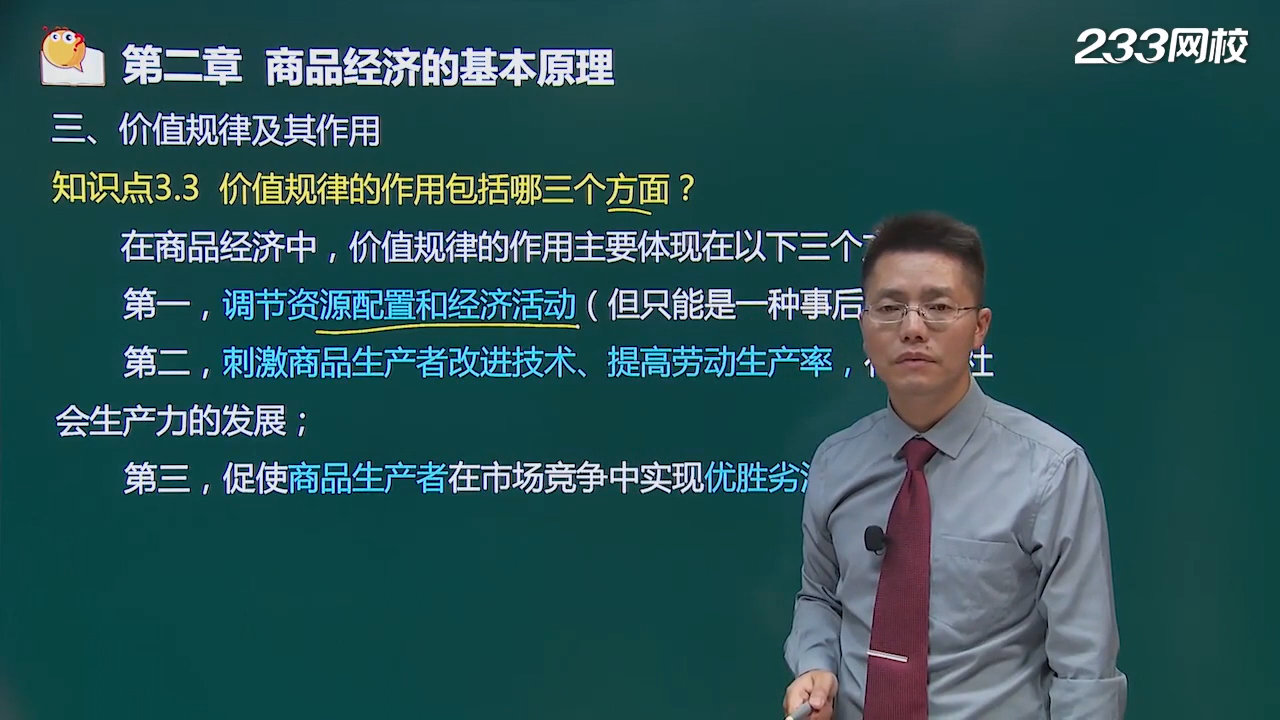 233网校
第二章 商品经济的基本原理
三、价值规律及其作用
知识点3.3 价值规律的作用包括哪三个方面？
在商品经济中，价值规律的作用主要体现在以下三个
第一，调节资源配置和经济活动（但只能是一种事后
第二，刺激商品生产者改进技术、提高劳动生产率，社
会生产力的发展；
第三，促使商品生产者在市场竞争中实现优胜劣